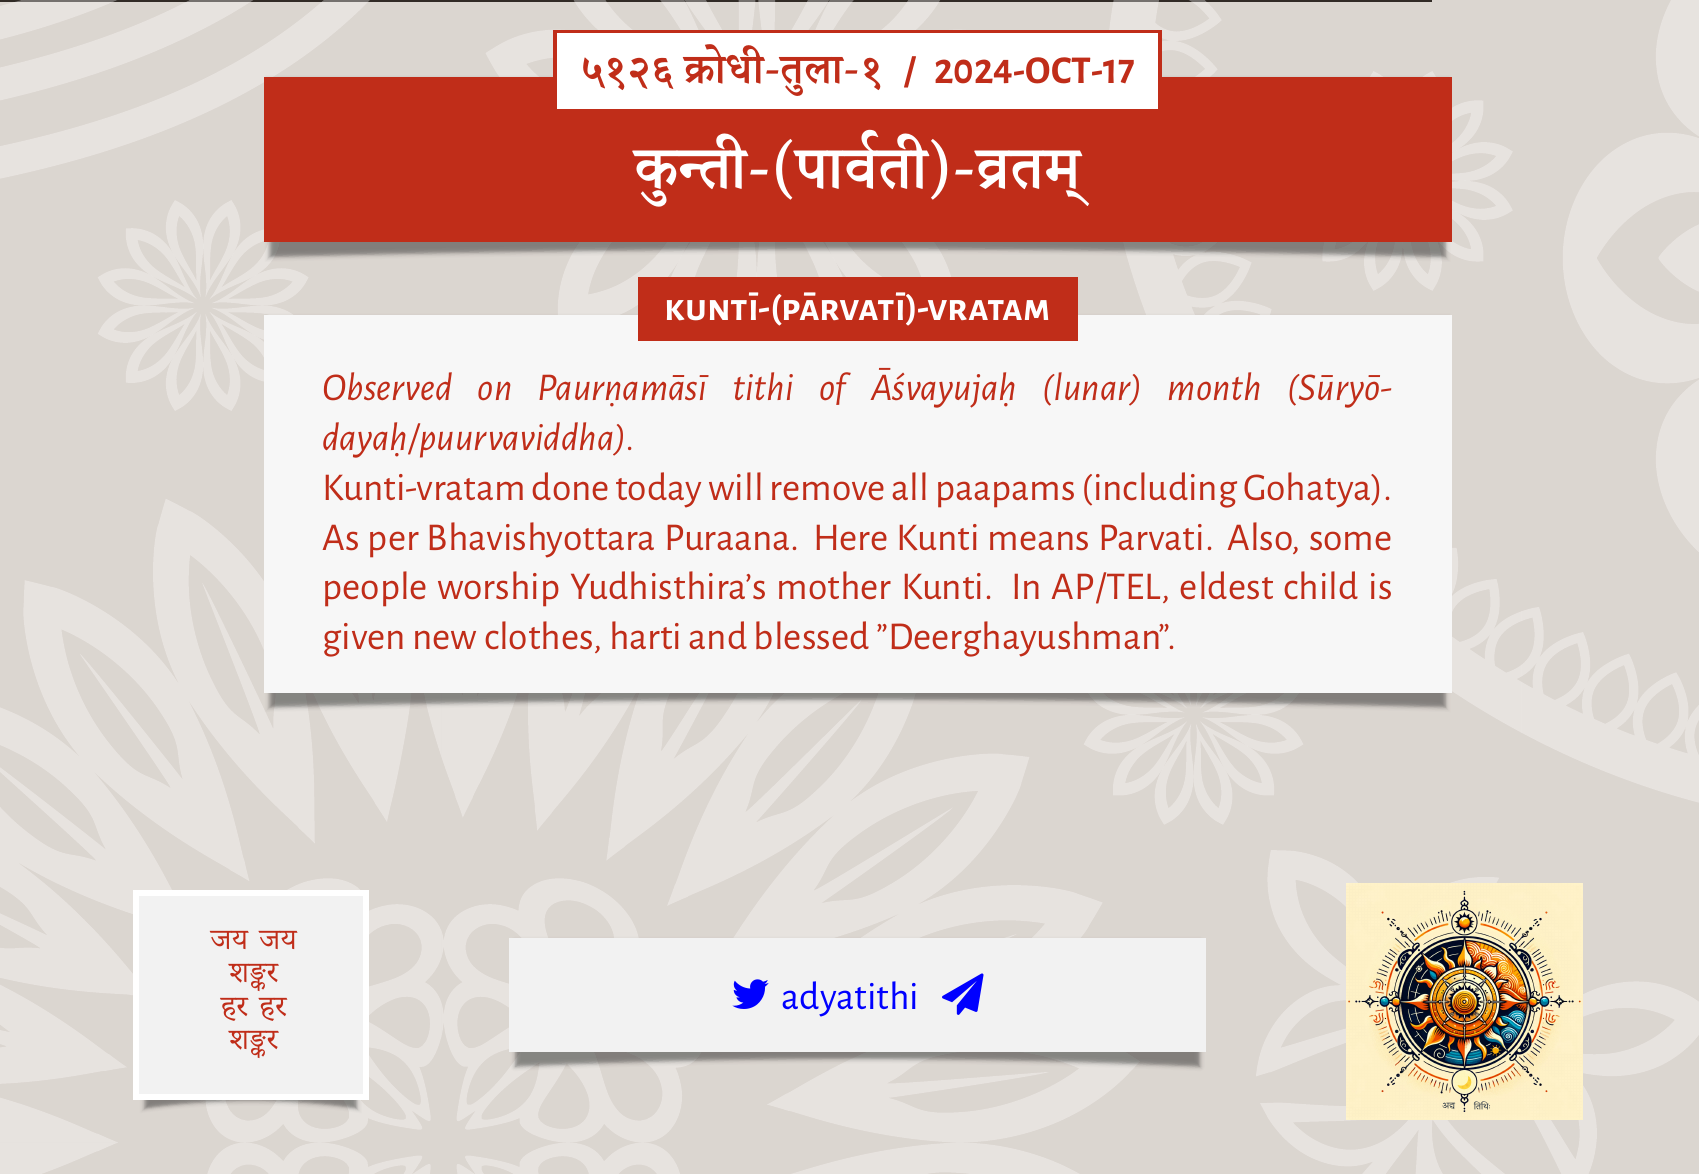 ५१२६ क्रोधी-तुला-१ / 2024-OCT-17
कुन्ती-(पार्वती)-व्रतम्
KUNTĪ-(PĀRVATĪ)-VRATAM
Observed on Paurṇamāsī tithi of Āśvayujaḥ (lunar) month (Sūryō-
dayaḥ/puurvaviddha).
Kunti-vratam done today will remove all paapams (including Gohatya).
As per Bhavishyottara Puraana. Here Kunti means Parvati. Also, some
people worship Yudhisthira’s mother Kunti. In AP/TEL, eldest child is
given new clothes, harti and blessed ”Deerghayushman”.
जय जय
शङ्कर
हर हर
शङ्कर
adyatithi
अद्य तिथिः